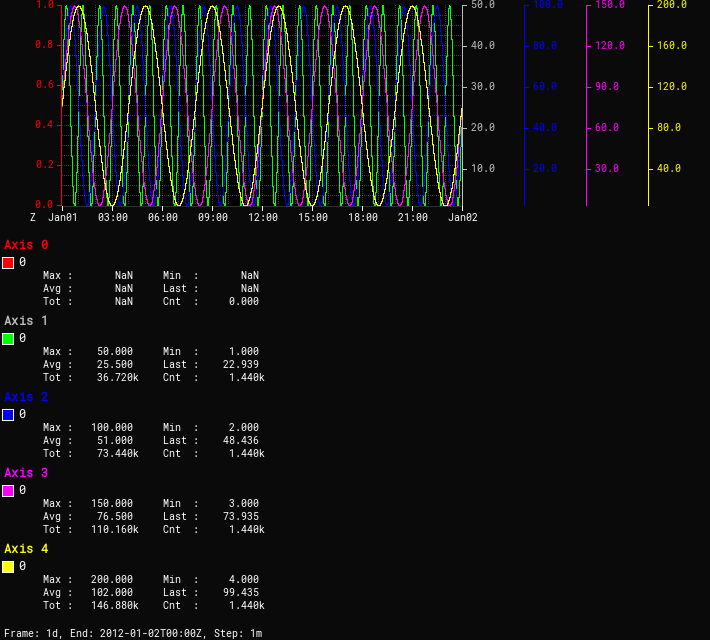 1.0 50.0 100.0 150.0 200.0
0.8 40.0 80.0 120.0 160.0
0.6 30.0 60.0 90.0 120.0
0.4 20.0 40.0 60.0 80.0
0.2 10.0 20.0 30.0 40.0
0.0
Z Jan01 03:00 06:00 09:00 12:00 15:00 18:00 21:00 Jan02
Axis 0
0
Max : NaN Min : NaN
Avg : NaN Last : NaN
Tot : NaN Cnt : 0.000
Axis 1
0
Max : 50.000 Min : 1.000
Avg : 25.500 Last : 22.939
Tot : 36.720k Cnt : 1.440k
Axis 2
0
Max : 100.000 Min : 2.000
Avg : 51.000 Last : 48.436
Tot : 73.440k Cnt : 1.440k
Axis 3
0
Max : 150.000 Min : 3.000
Avg : 76.500 Last : 73.935
Tot : 110.160k Cnt : 1.440k
Axis 4
0
Max : 200.000 Min : 4.000
Avg : 102.000 Last : 99.435
Tot : 146.880k Cnt : 1.440k
Frame: 1d, End: 2012-01-02T00:00Z, Step: 1m